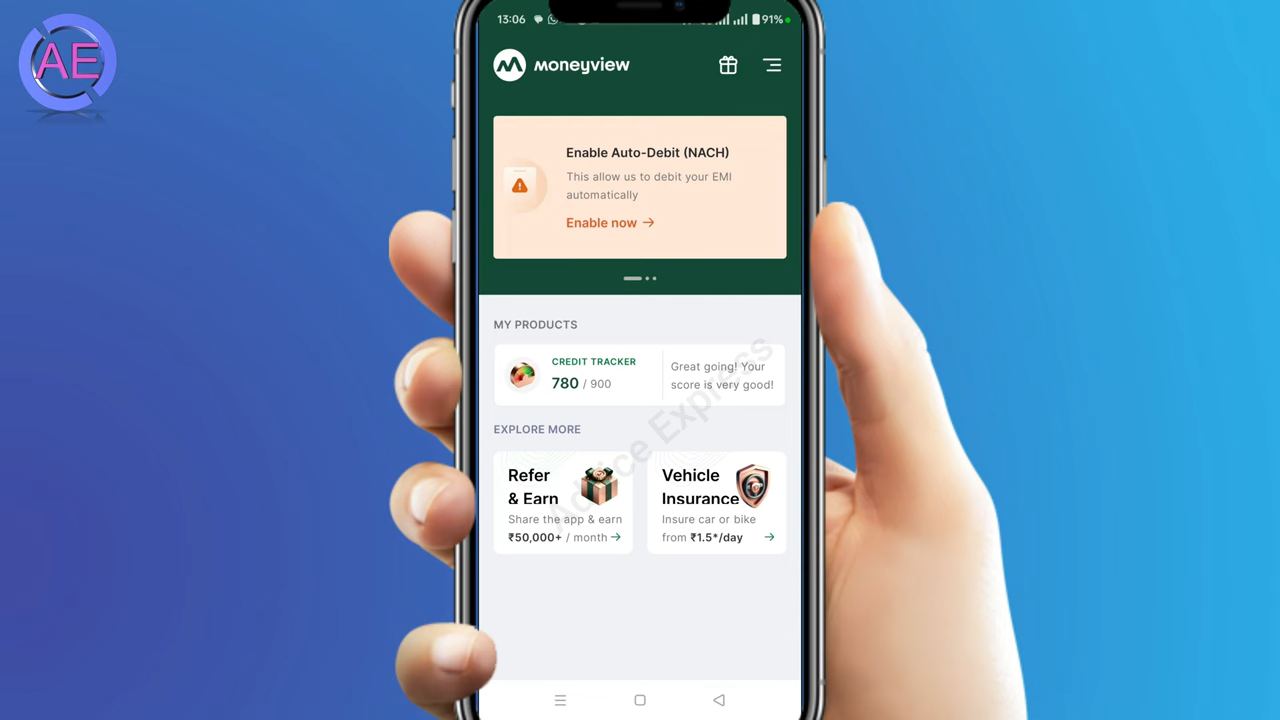 AE
13:06
91%
moneyview
Enable Auto-Debit (NACH)
This allow us to debit your EMI
automatically
Enable now →
MY PRODUCTS
CREDIT TRACKER
780 / 900
Great going! Your
score is very good!
EXPLORE MORE
Refer
& Earn
Share the app & earn
₹50,000+ / month →
Vehicle
Insurance
Insure car or bike
from ₹1.5*/day →
Advice Express